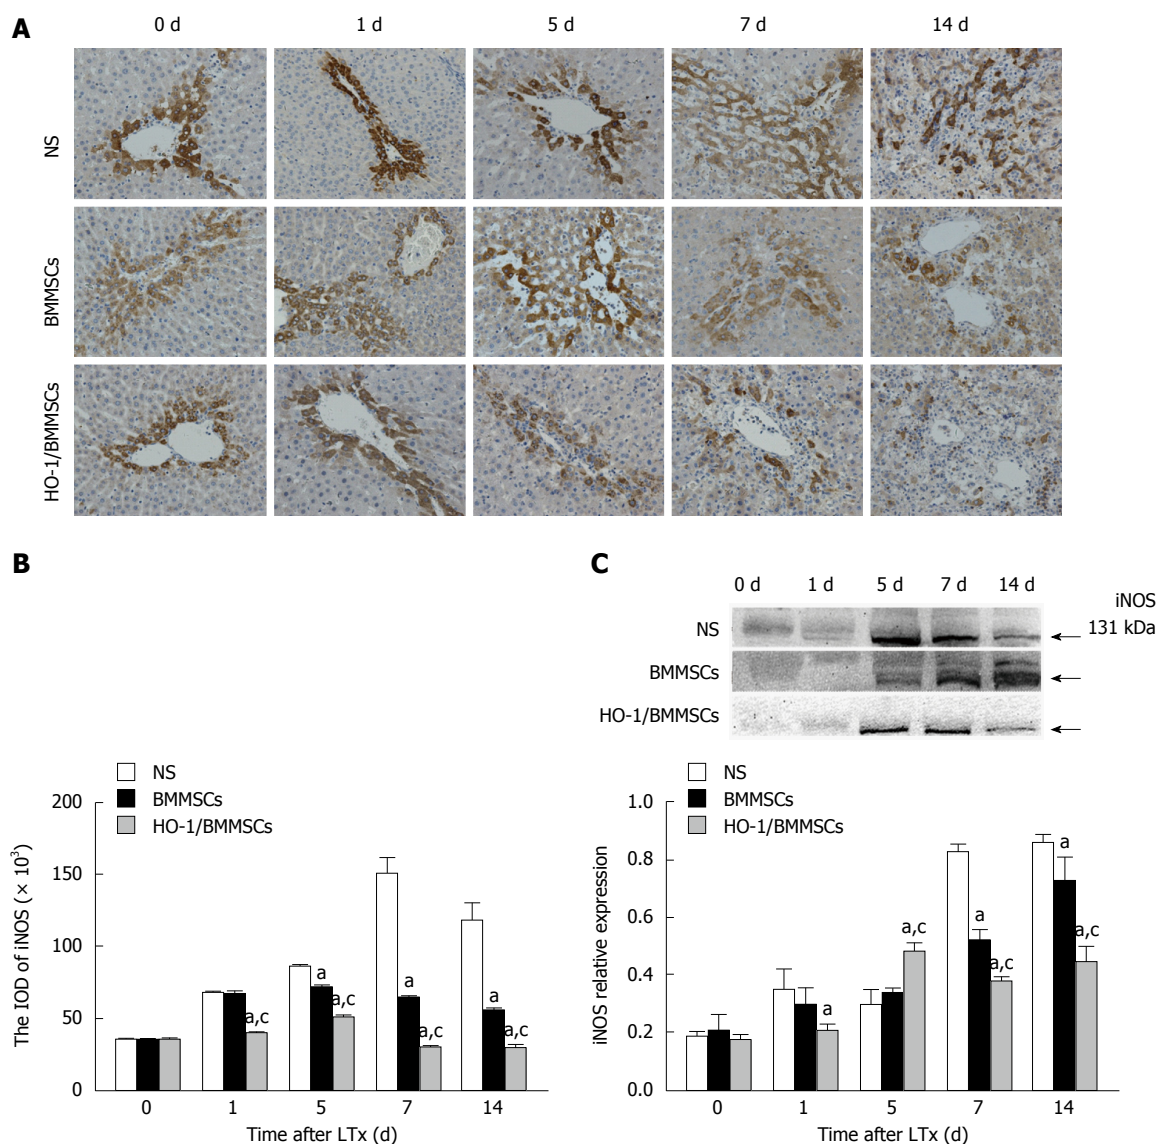 A
0 d 1 d 5 d 7 d 14 d
NS
BMMSCs
HO-1/BMMSCs
B
NS
BMMSCs
HO-1/BMMSCs
The IOD of iNOS (× 10³)
200
150
100
50
0
a,c
a
a,c
a
a,c
a
a,c
0 1 5 7 14
Time after LTx (d)
C
0 d 1 d 5 d 7 d 14 d
iNOS
NS
131 kDa
BMMSCs
HO-1/BMMSCs
NS
BMMSCs
HO-1/BMMSCs
iNOS relative expression
1.0
0.8
0.6
0.4
0.2
0.0
a
a,c
a
a,c
a
a,c
0 1 5 7 14
Time after LTx (d)